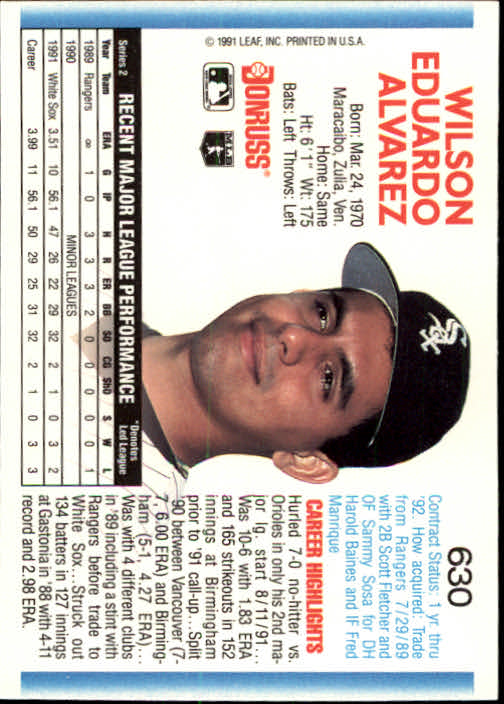 630
WILSON
EDUARDO
ALVAREZ
Born: Mar. 24, 1970
Maracaibo, Zulia, Ven.
Home: Same
Ht: 6' 1" Wt: 175
Bats: Left Throws: Left
DONRUSS®
MLB
© 1991 LEAF, INC. PRINTED IN U.S.A.
Sox
Contract Status: 1 yr. thru
'92. How acquired: Trade
from Rangers 7/29/89
with 2B Scott Fletcher and
OF Sammy Sosa for DH
Harold Baines and IF Fred
Manrique
CAREER HIGHLIGHTS
Hurled 7-0 no-hitter vs.
Orioles in only his 2nd ma-
jor lg. start 8/11/91...
Was 10-6 with 1.83 ERA
and 165 strikeouts in 152
innings at Birmingham
prior to '91 call-up...Split
'90 between Vancouver (7-
7, 6.00 ERA) and Birming-
ham (5-1, 4.27 ERA)...
Was with 4 different clubs
in '89 including a stint with
Rangers before trade to
White Sox...Struck out
134 batters in 127 innings
at Gastonia in '88 with 4-11
record and 2.98 ERA.
Series 2 RECENT MAJOR LEAGUE PERFORMANCE *Denotes Led League
Year Team ERA G IP H R ER BB SO CG ShO S W L
1989 Rangers ∞ 1 0 3 3 3 2 0 0 0 0 0 1
1990 MINOR LEAGUES
1991 White Sox 3.51 10 56.1 47 26 22 29 32 2 1 0 3 2
Career 3.99 11 56.1 50 29 25 31 32 2 1 0 3 3